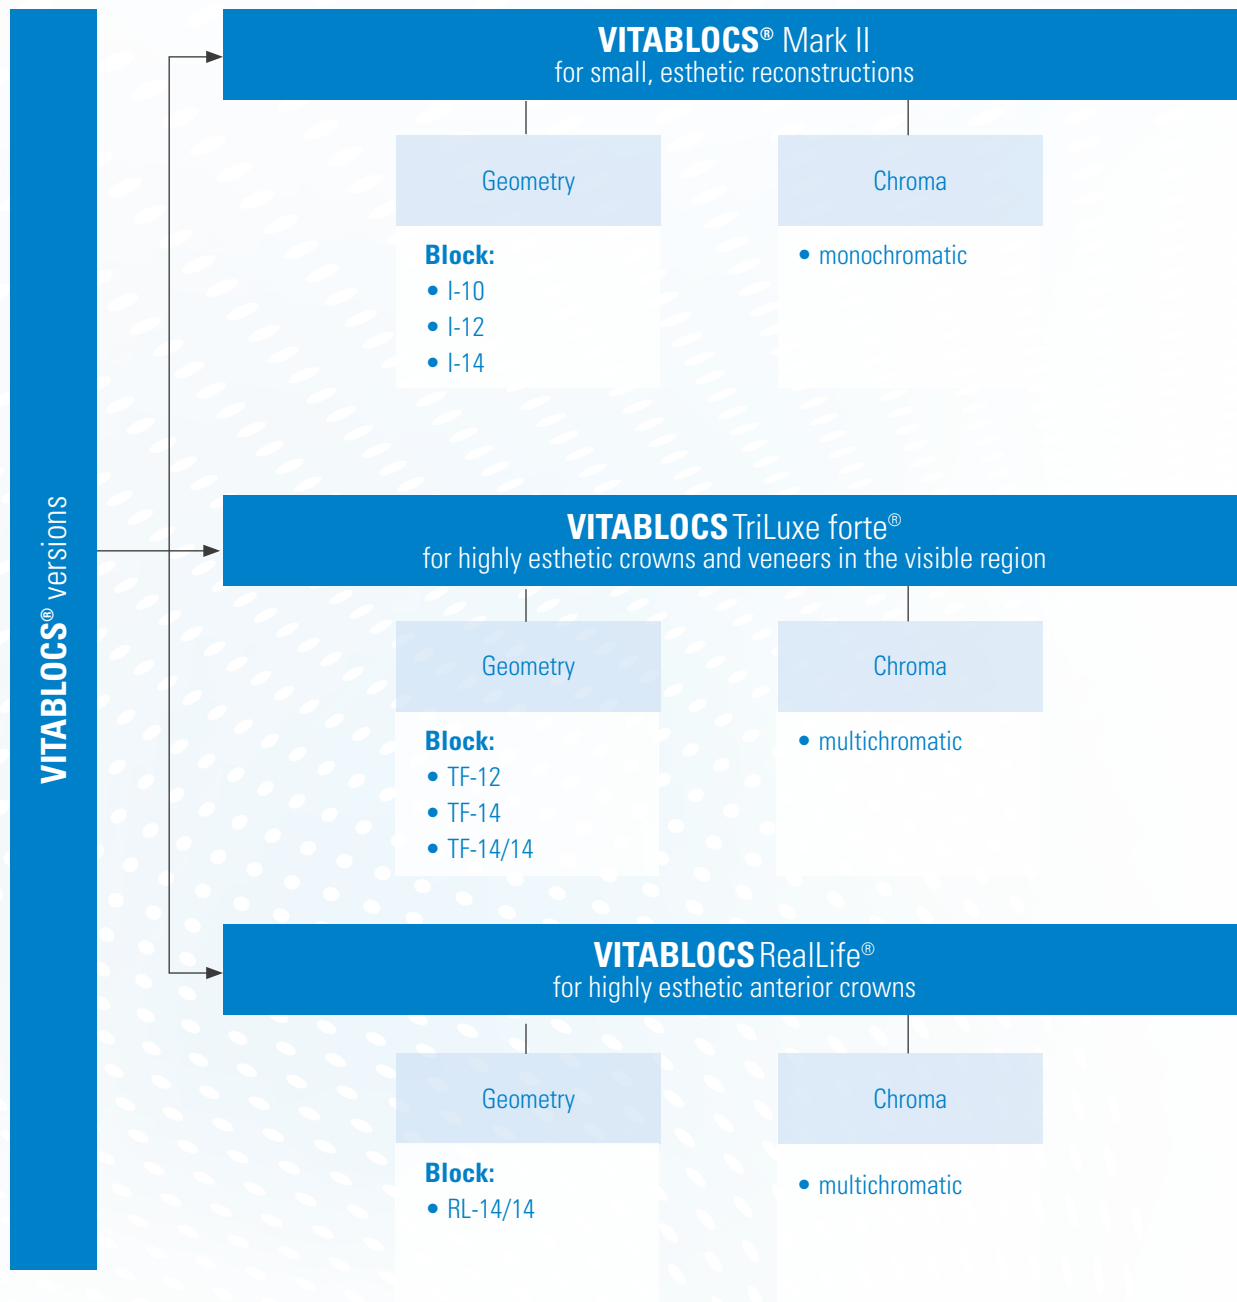 VITABLOCS® versions
VITABLOCS® Mark II
for small, esthetic reconstructions
Geometry
Chroma
Block:
• I-10
• I-12
• I-14
• monochromatic
VITABLOCS TriLuxe forte®
for highly esthetic crowns and veneers in the visible region
Geometry
Chroma
Block:
• TF-12
• TF-14
• TF-14/14
• multichromatic
VITABLOCS RealLife®
for highly esthetic anterior crowns
Geometry
Chroma
Block:
• RL-14/14
• multichromatic